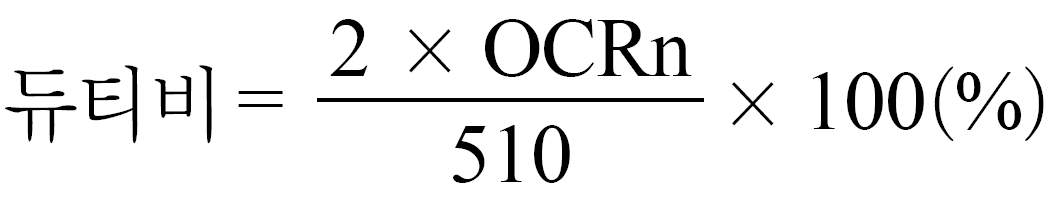 듀티비 = 2 × OCRn / 510 × 100(%)